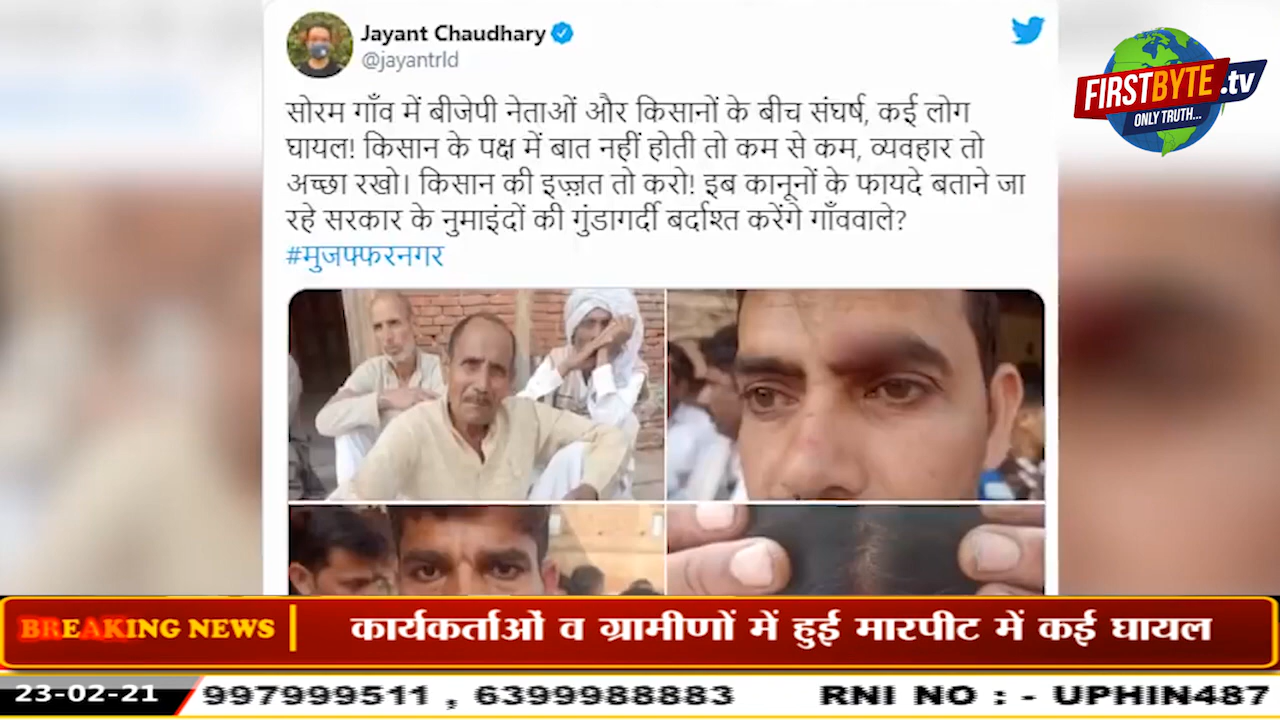 Jayant Chaudhary
@jayantrld
सोरम गाँव में बीजेपी नेताओं और किसानों के बीच संघर्ष, कई लोग
घायल! किसान के पक्ष में बात नहीं होती तो कम से कम, व्यवहार तो
अच्छा रखो। किसान की इज़्ज़त तो करो! इब कानूनों के फायदे बताने जा
रहे सरकार के नुमाइंदों की गुंडागर्दी बर्दाश्त करेंगे गाँववाले?
#मुजफ्फरनगर
FIRSTBYTE.tv
ONLY TRUTH...
BREAKING NEWS
कार्यकर्ताओं व ग्रामीणों में हुई मारपीट में कई घायल
23-02-21
997999511 , 6399988883 RNI NO : - UPHIN487